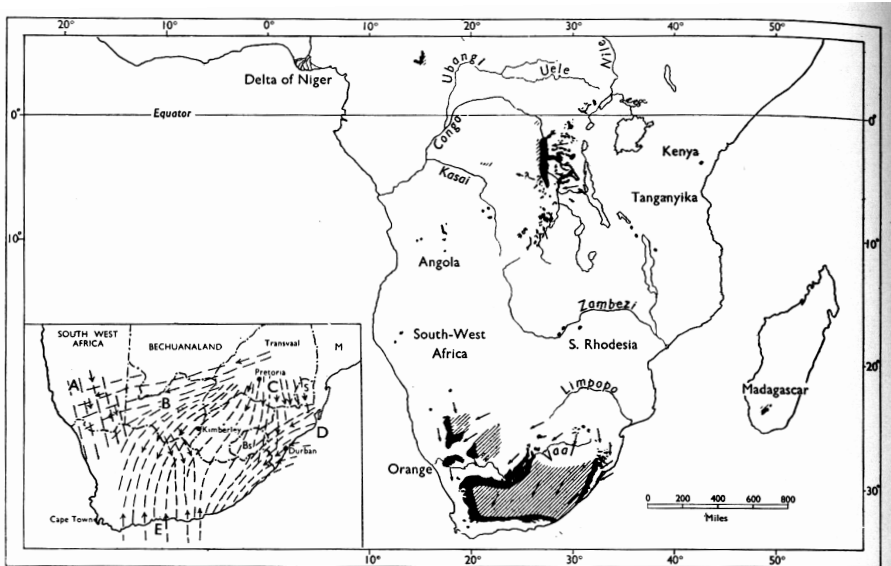 20° 10° 0° 10° 20° 30° 40° 50°
Delta of Niger
Ubangi
Uele
Nile
0°
Equator
0°
Congo
Kenya
Kasai
Tanganyika
10°
10°
Angola
Zambezi
South-West
Africa
S. Rhodesia
Madagascar
Limpopo
Vaal
Orange
30°
0 200 400 600 800
Miles
10° 20° 30° 40° 50°
SOUTH WEST
AFRICA
BECHUANALAND
Transvaal
M
Pretoria
A
B
C
S
Kimberley
D
Bs
Durban
Cape Town
E